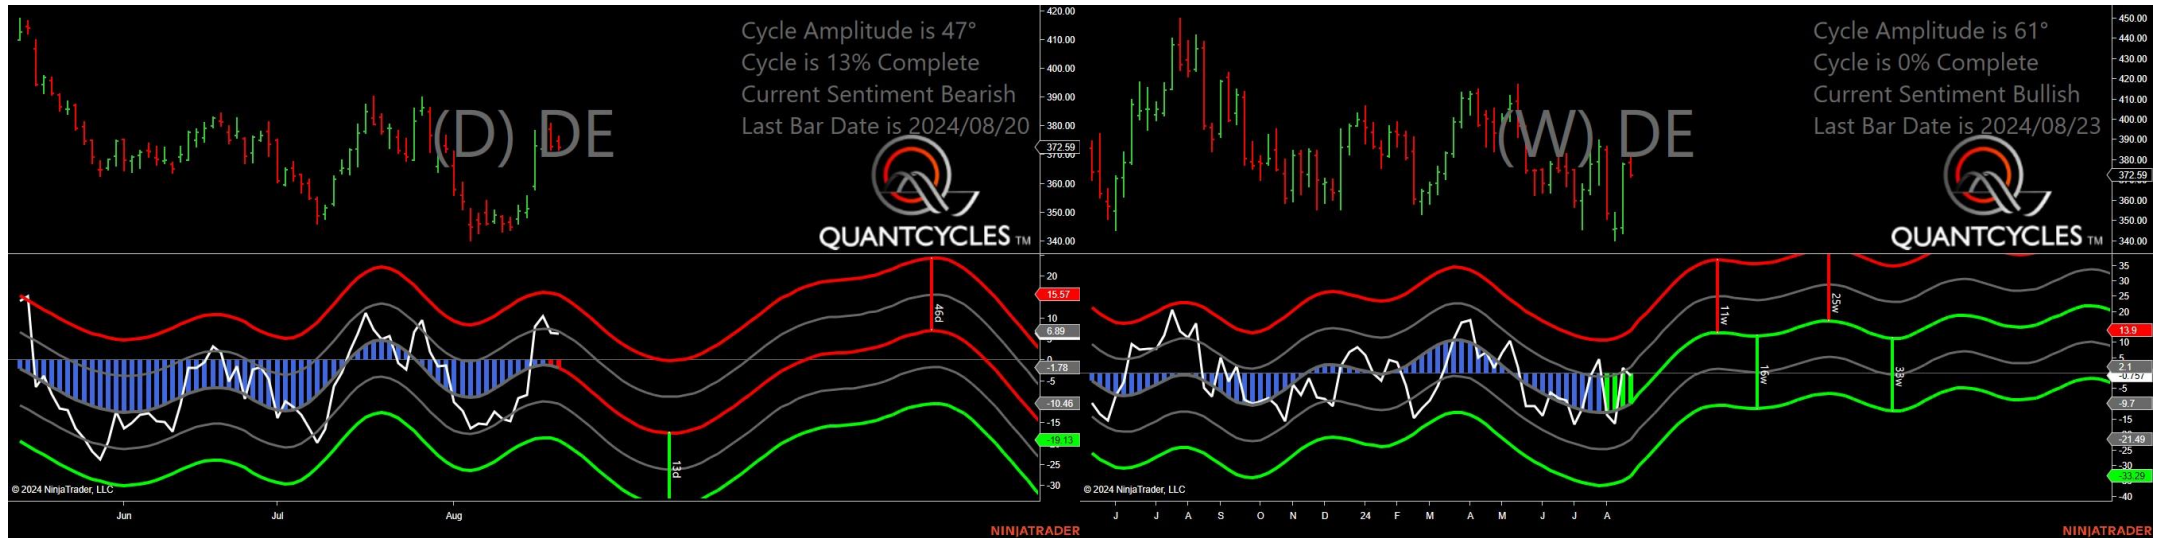 Cycle Amplitude is 47°
Cycle is 13% Complete
Current Sentiment Bearish
Last Bar Date is 2024/08/20
(D) DE
QUANTCYCLES TM
420.00
410.00
400.00
390.00
380.00
372.59
370.00
360.00
350.00
340.00
20
15.57
10
6.89
0
-1.78
-5
-10.46
-15
-19.13
-25
-30
46d
13d
© 2024 NinjaTrader, LLC
Jun Jul Aug
NINJATRADER
Cycle Amplitude is 61°
Cycle is 0% Complete
Current Sentiment Bullish
Last Bar Date is 2024/08/23
(W) DE
QUANTCYCLES TM
450.00
440.00
430.00
420.00
410.00
400.00
390.00
380.00
372.59
360.00
350.00
340.00
35
30
25
20
13.9
10
5
2.1
-0.757
-5
-9.7
-15
-21.49
-25
-30
-33.29
-40
11w
16w
25w
33w
© 2024 NinjaTrader, LLC
J J A S O N D 24 F M A M J J A
NINJATRADER